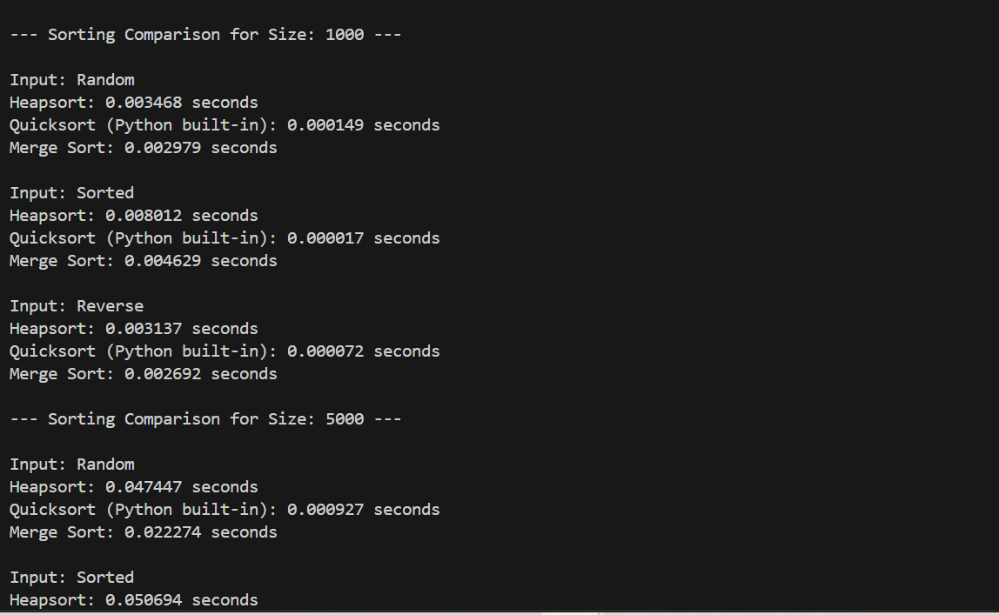 --- Sorting Comparison for Size: 1000 ---
Input: Random
Heapsort: 0.003468 seconds
Quicksort (Python built-in): 0.000149 seconds
Merge Sort: 0.002979 seconds
Input: Sorted
Heapsort: 0.008012 seconds
Quicksort (Python built-in): 0.000017 seconds
Merge Sort: 0.004629 seconds
Input: Reverse
Heapsort: 0.003137 seconds
Quicksort (Python built-in): 0.000072 seconds
Merge Sort: 0.002692 seconds
--- Sorting Comparison for Size: 5000 ---
Input: Random
Heapsort: 0.047447 seconds
Quicksort (Python built-in): 0.000927 seconds
Merge Sort: 0.022274 seconds
Input: Sorted
Heapsort: 0.050694 seconds